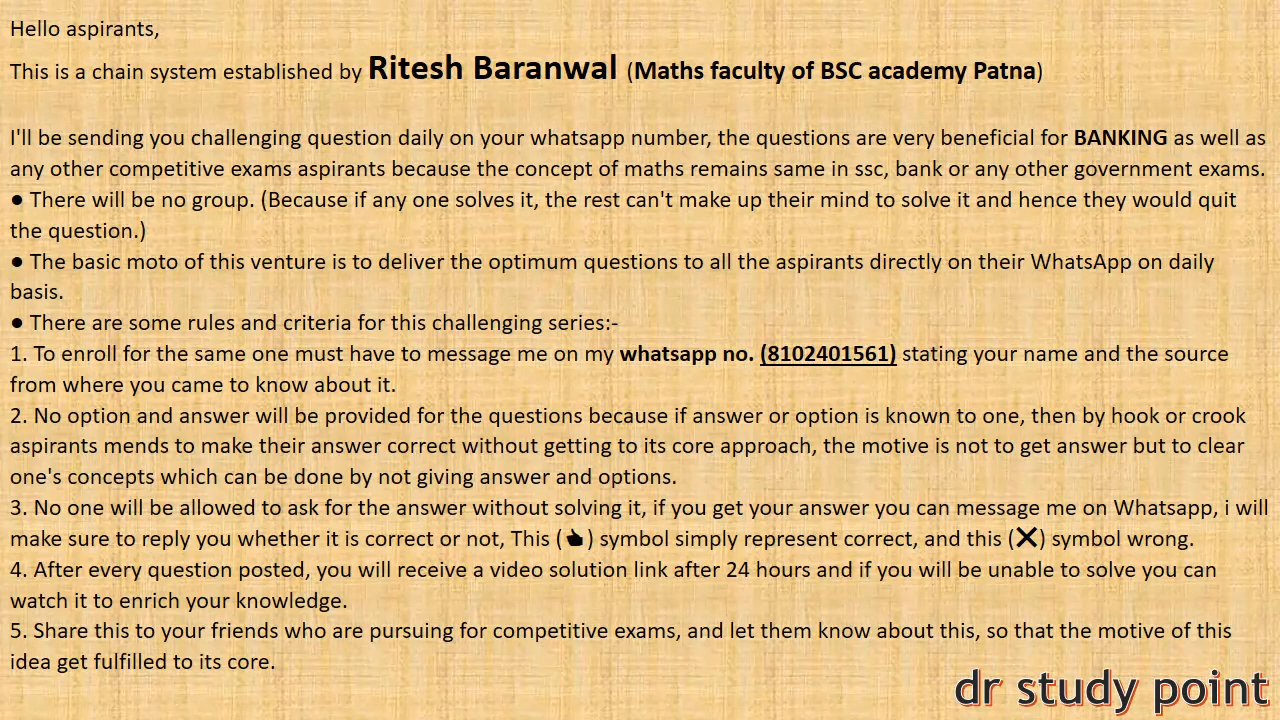 Hello aspirants,
This is a chain system established by Ritesh Baranwal (Maths faculty of BSC academy Patna)
I'll be sending you challenging question daily on your whatsapp number, the questions are very beneficial for BANKING as well as
any other competitive exams aspirants because the concept of maths remains same in ssc, bank or any other government exams.
● There will be no group. (Because if any one solves it, the rest can't make up their mind to solve it and hence they would quit
the question.)
● The basic moto of this venture is to deliver the optimum questions to all the aspirants directly on their WhatsApp on daily
basis.
● There are some rules and criteria for this challenging series:-
1. To enroll for the same one must have to message me on my whatsapp no. (8102401561) stating your name and the source
from where you came to know about it.
2. No option and answer will be provided for the questions because if answer or option is known to one, then by hook or crook
aspirants mends to make their answer correct without getting to its core approach, the motive is not to get answer but to clear
one's concepts which can be done by not giving answer and options.
3. No one will be allowed to ask for the answer without solving it, if you get your answer you can message me on Whatsapp, i will
make sure to reply you whether it is correct or not, This (👍) symbol simply represent correct, and this (❌) symbol wrong.
4. After every question posted, you will receive a video solution link after 24 hours and if you will be unable to solve you can
watch it to enrich your knowledge.
5. Share this to your friends who are pursuing for competitive exams, and let them know about this, so that the motive of this
idea get fulfilled to its core.
dr study point